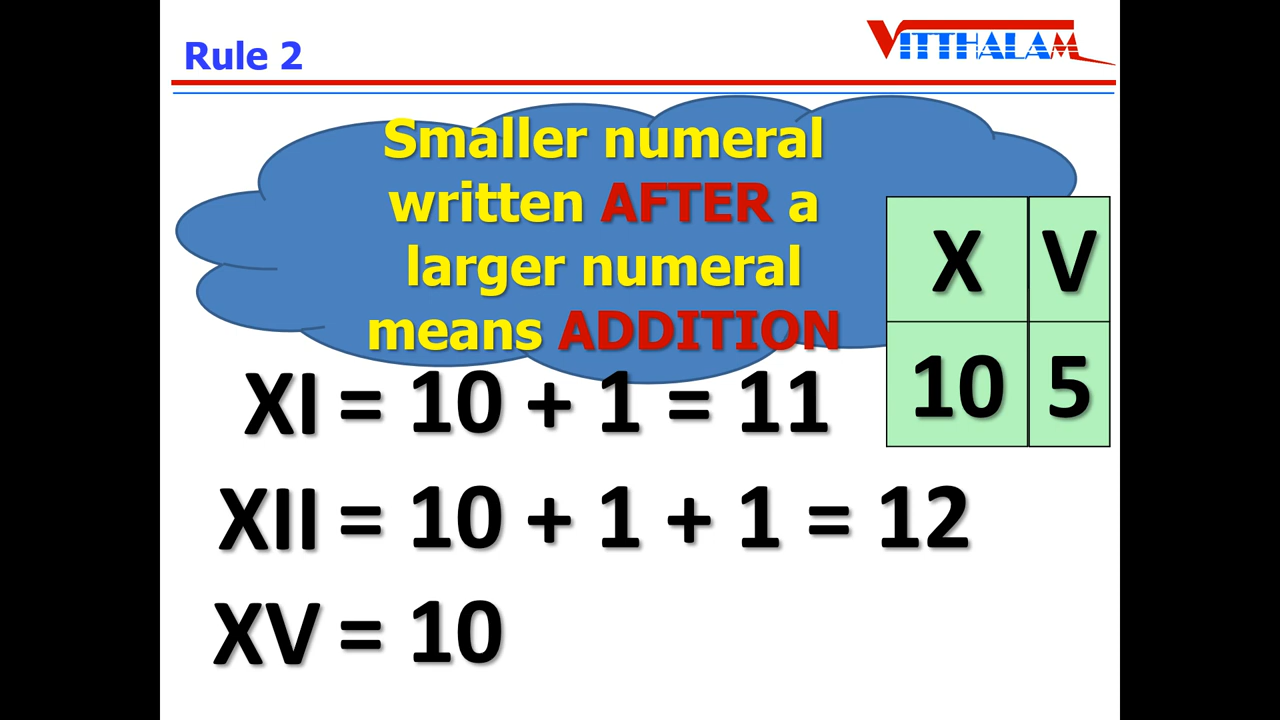 Rule 2
VITTHALAM
Smaller numeral
written AFTER a
larger numeral
means ADDITION
X V
10 5
XI = 10 + 1 = 11
XII = 10 + 1 + 1 = 12
XV = 10